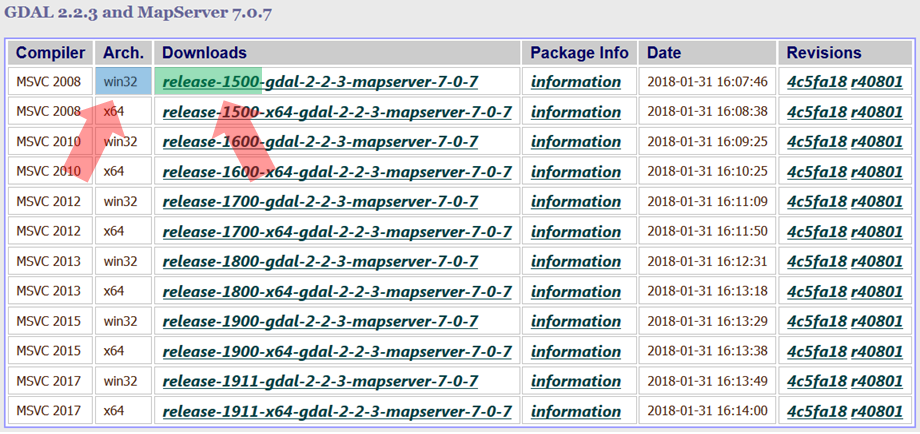 GDAL 2.2.3 and MapServer 7.0.7
Compiler Arch. Downloads Package Info Date Revisions
MSVC 2008 win32 release-1500-gdal-2-2-3-mapserver-7-0-7 information 2018-01-31 16:07:46 4c5fa18 r40801
MSVC 2008 x64 release-1500-x64-gdal-2-2-3-mapserver-7-0-7 information 2018-01-31 16:08:38 4c5fa18 r40801
MSVC 2010 win32 release-1600-gdal-2-2-3-mapserver-7-0-7 information 2018-01-31 16:09:25 4c5fa18 r40801
MSVC 2010 x64 release-1600-x64-gdal-2-2-3-mapserver-7-0-7 information 2018-01-31 16:10:25 4c5fa18 r40801
MSVC 2012 win32 release-1700-gdal-2-2-3-mapserver-7-0-7 information 2018-01-31 16:11:09 4c5fa18 r40801
MSVC 2012 x64 release-1700-x64-gdal-2-2-3-mapserver-7-0-7 information 2018-01-31 16:11:50 4c5fa18 r40801
MSVC 2013 win32 release-1800-gdal-2-2-3-mapserver-7-0-7 information 2018-01-31 16:12:31 4c5fa18 r40801
MSVC 2013 x64 release-1800-x64-gdal-2-2-3-mapserver-7-0-7 information 2018-01-31 16:13:18 4c5fa18 r40801
MSVC 2015 win32 release-1900-gdal-2-2-3-mapserver-7-0-7 information 2018-01-31 16:13:29 4c5fa18 r40801
MSVC 2015 x64 release-1900-x64-gdal-2-2-3-mapserver-7-0-7 information 2018-01-31 16:13:38 4c5fa18 r40801
MSVC 2017 win32 release-1911-gdal-2-2-3-mapserver-7-0-7 information 2018-01-31 16:13:49 4c5fa18 r40801
MSVC 2017 x64 release-1911-x64-gdal-2-2-3-mapserver-7-0-7 information 2018-01-31 16:14:00 4c5fa18 r40801